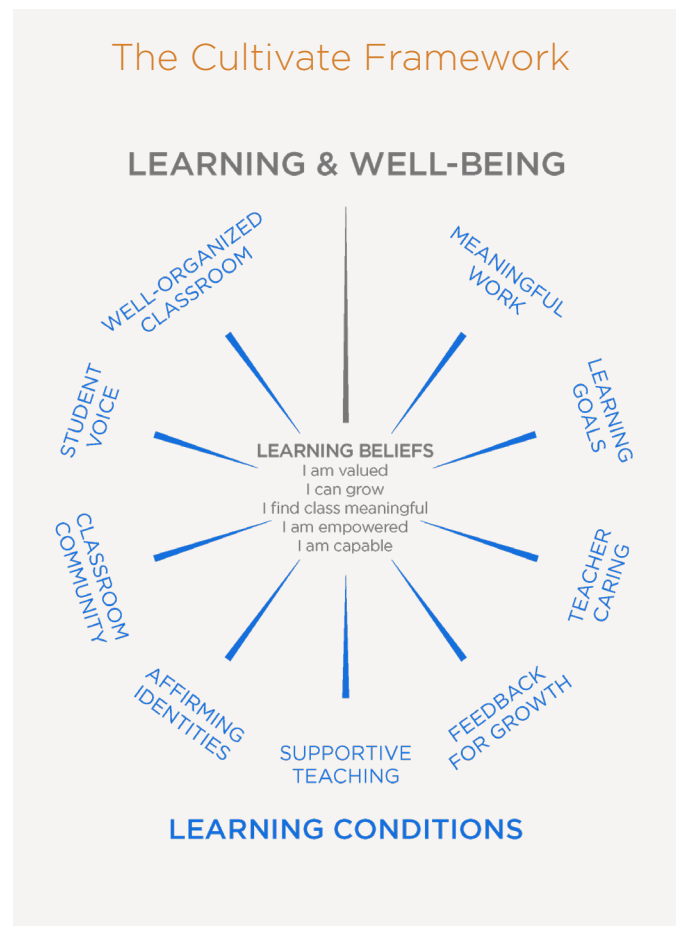 The Cultivate Framework
LEARNING & WELL-BEING
WELL-ORGANIZED
CLASSROOM
MEANINGFUL
WORK
STUDENT
VOICE
LEARNING
GOALS
LEARNING BELIEFS
I am valued
I can grow
I find class meaningful
I am empowered
I am capable
CLASSROOM
COMMUNITY
TEACHER
CARING
AFFIRMING
IDENTITIES
SUPPORTIVE
TEACHING
FEEDBACK
FOR GROWTH
LEARNING CONDITIONS